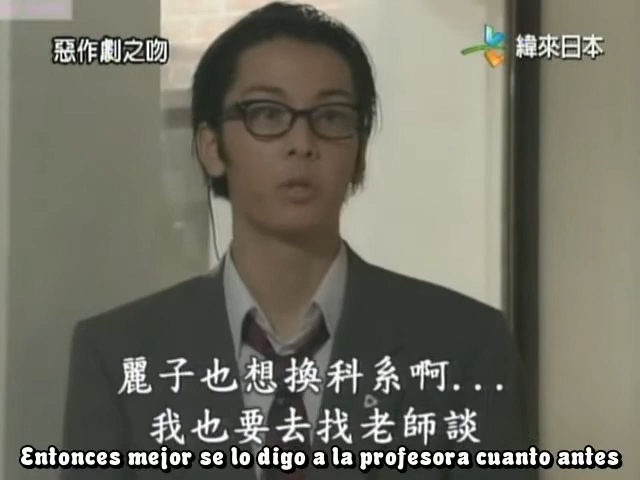 惡作劇之吻
緯來日本
麗子也想換科系啊...
我也要去找老師談
Entonces mejor se lo digo a la profesora cuanto antes